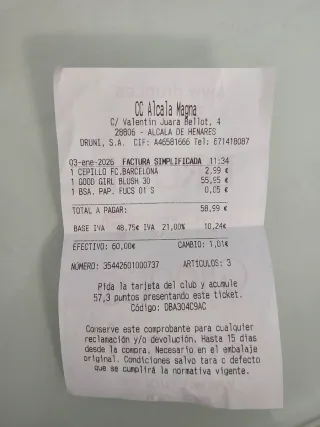 CC Alcala Magna
C/ Valentin Juara Bellot, 4
28806 - ALCALA DE HENARES
DRUNI, S.A. CIF: A46581666 Tel: 671418087
03-ene-2026 FACTURA SIMPLIFICADA 11:34
1 CEPILLO FC.BARCELONA 2,99 €
1 GOOD GIRL BLUSH 30 55,95 €
1 BSA. PAP. FUCS 01 S 0,05 €
TOTAL A PAGAR: 58,99 €
BASE IVA 48,75€ IVA 21,00% 10,24€
EFECTIVO: 60,00€ CAMBIO: 1,01€
NÚMERO: 35442601000737 ARTICULOS: 3
Pida la tarjeta del club y acumule
57,3 puntos presentando este ticket.
Código: DBA304C9AC
Conserve este comprobante para cualquier
reclamación y/o devolución. Hasta 15 días
desde la compra. Necesario en el embalaje
original. Condiciones salvo tara o defecto
que se cumplirá la normativa vigente.